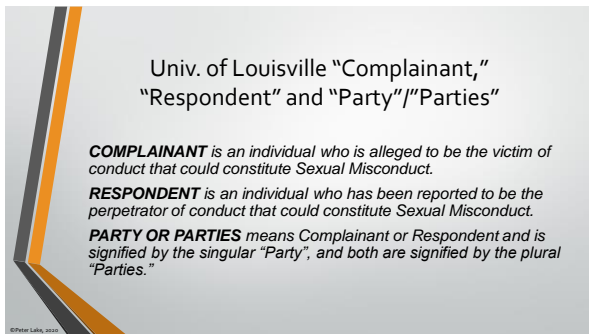 Univ. of Louisville “Complainant,”
“Respondent” and “Party”/”Parties”
COMPLAINANT is an individual who is alleged to be the victim of
conduct that could constitute Sexual Misconduct.
RESPONDENT is an individual who has been reported to be the
perpetrator of conduct that could constitute Sexual Misconduct.
PARTY OR PARTIES means Complainant or Respondent and is
signified by the singular “Party”, and both are signified by the plural
“Parties.”
©Peter Lake, 2020